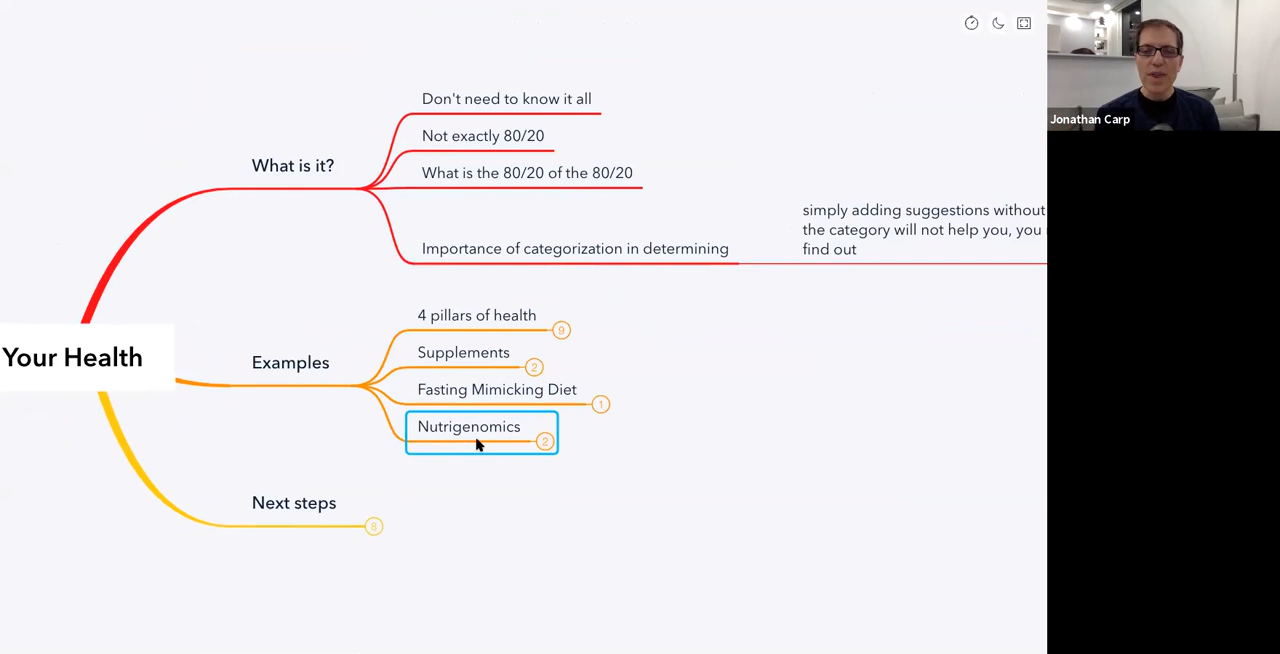 Jonathan Carp
Don't need to know it all
Not exactly 80/20
What is it?
What is the 80/20 of the 80/20
simply adding suggestions without
the category will not help you, you
find out
Importance of categorization in determining
4 pillars of health
9
Your Health
Examples
Supplements
2
Fasting Mimicking Diet
1
Nutrigenomics
2
Next steps
8